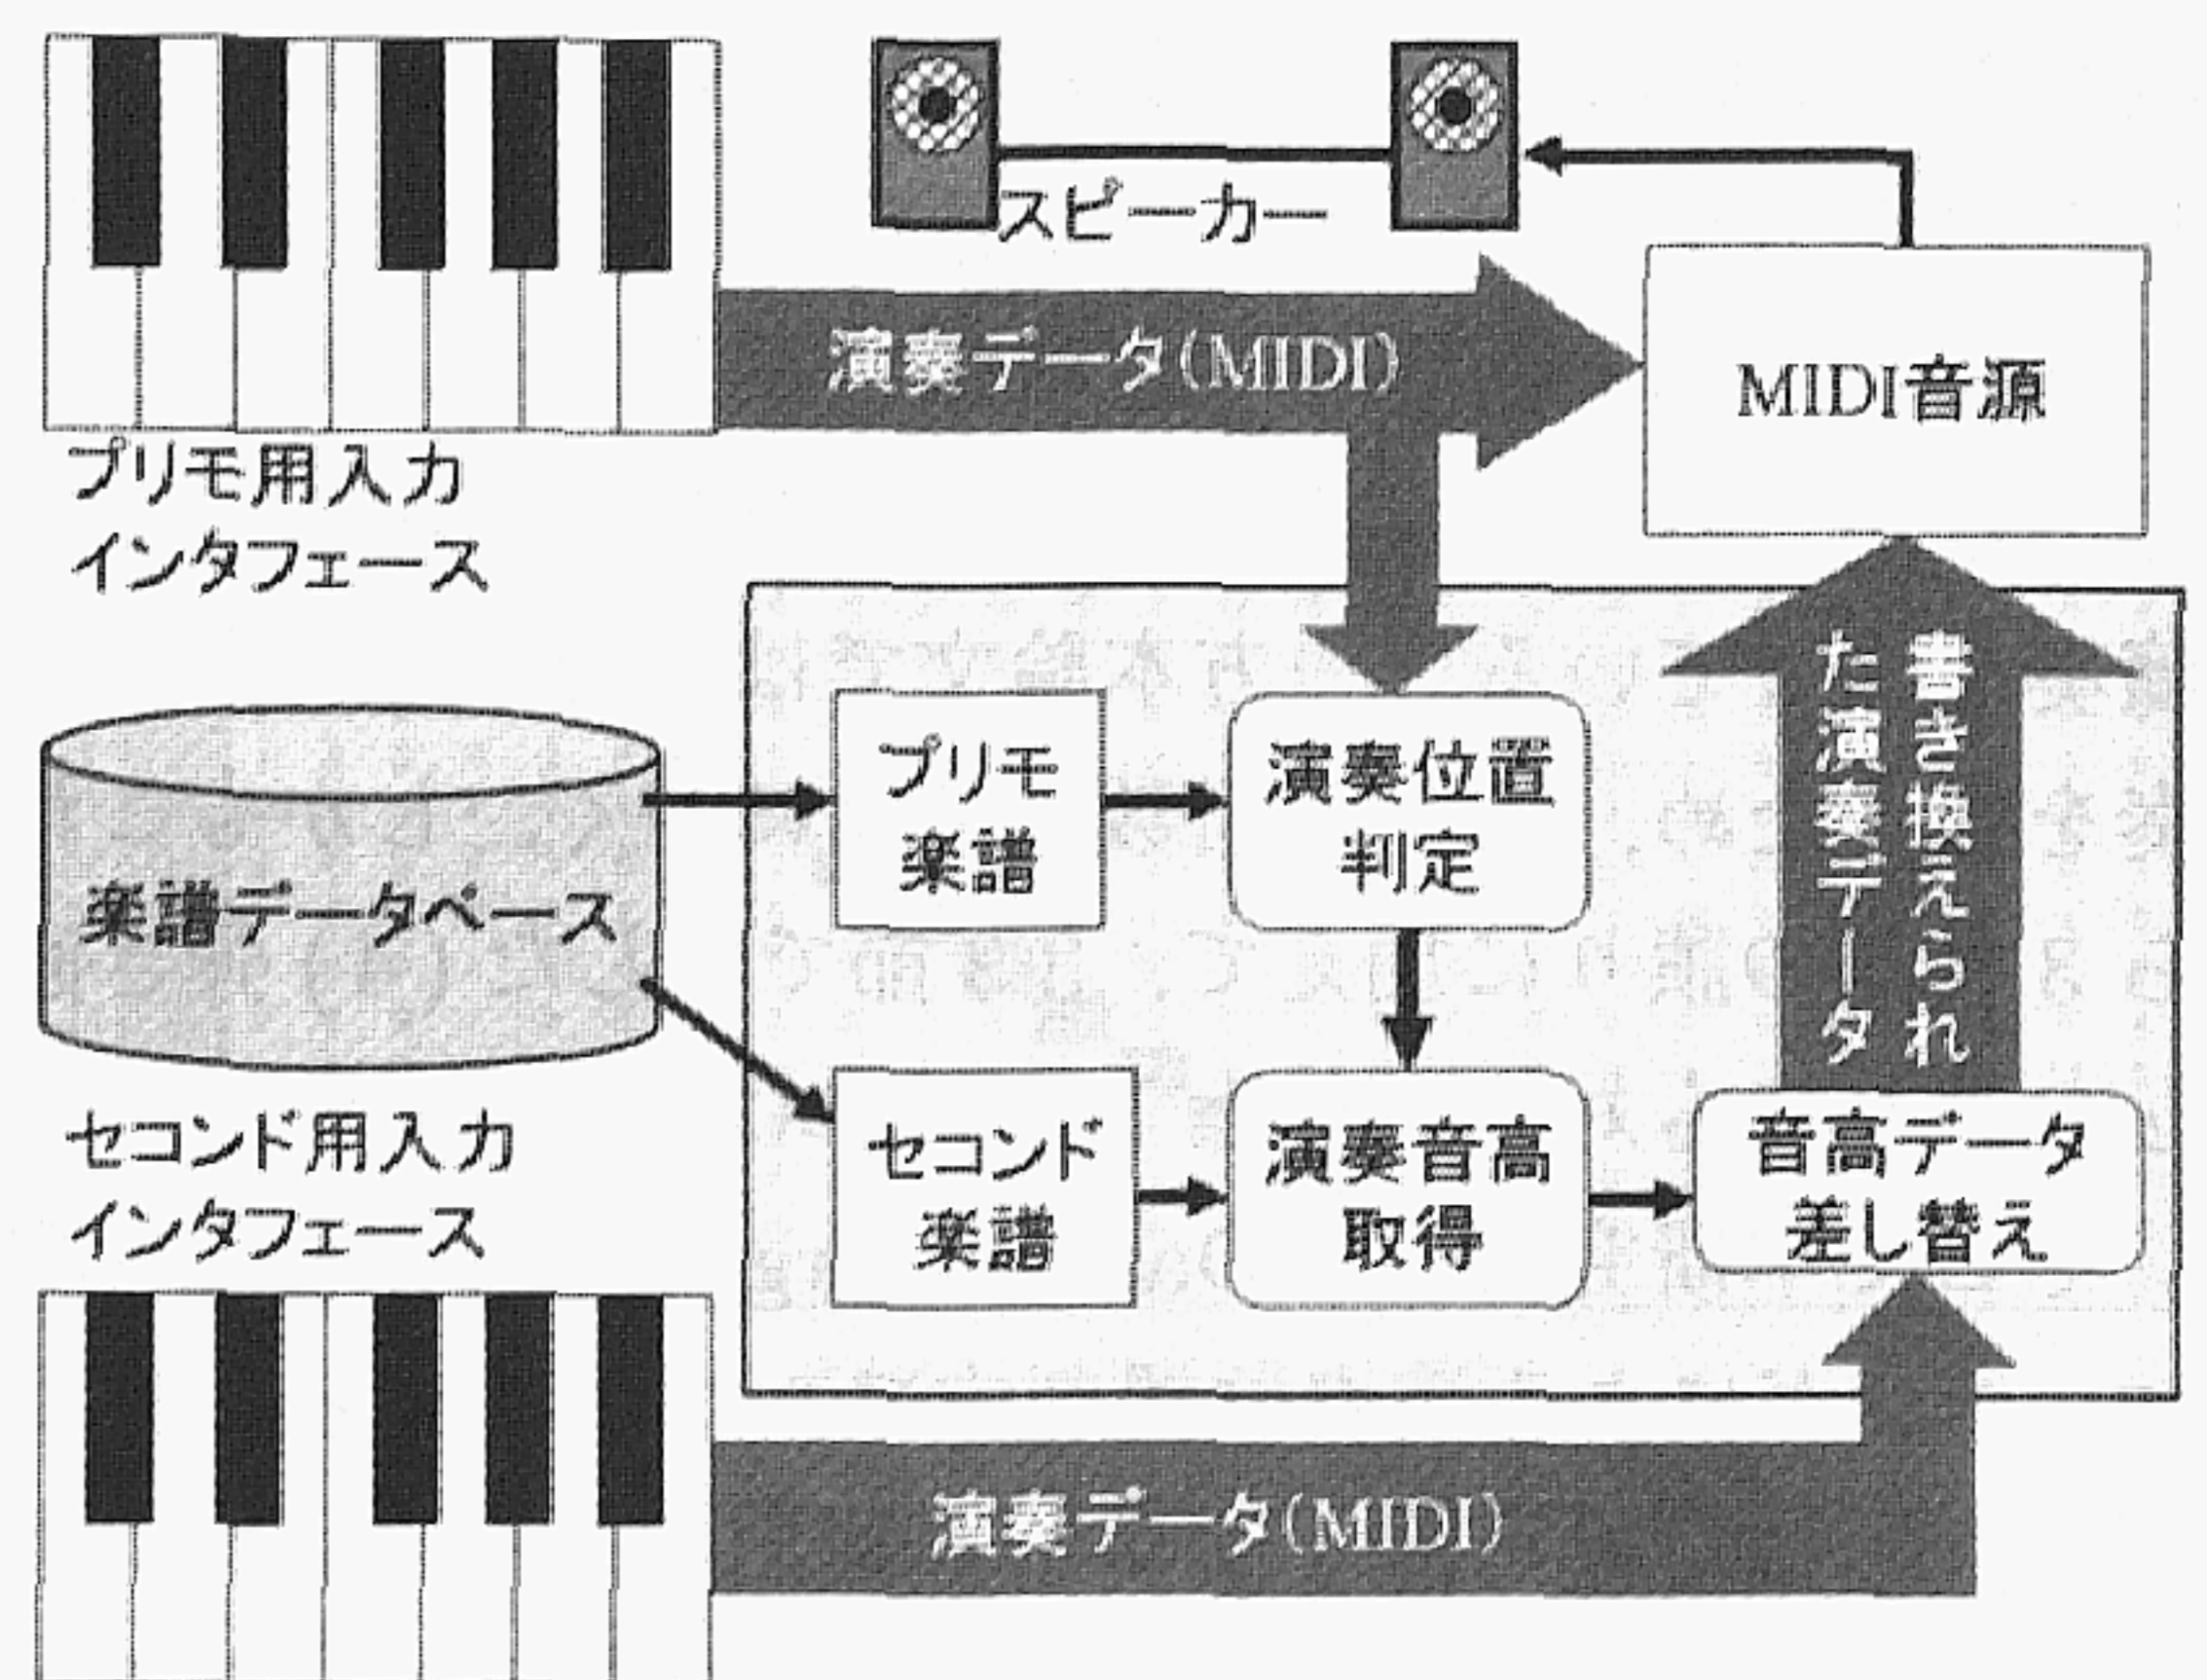 スピーカー
演奏データ(MIDI)
MIDI音源
プリモ用入力
インタフェース
書き換えられ
た演奏データ
プリモ
楽譜
演奏位置
判定
楽譜データベース
セコンド用入力
インタフェース
セコンド
楽譜
演奏音高
取得
音高データ
差し替え
演奏データ(MIDI)